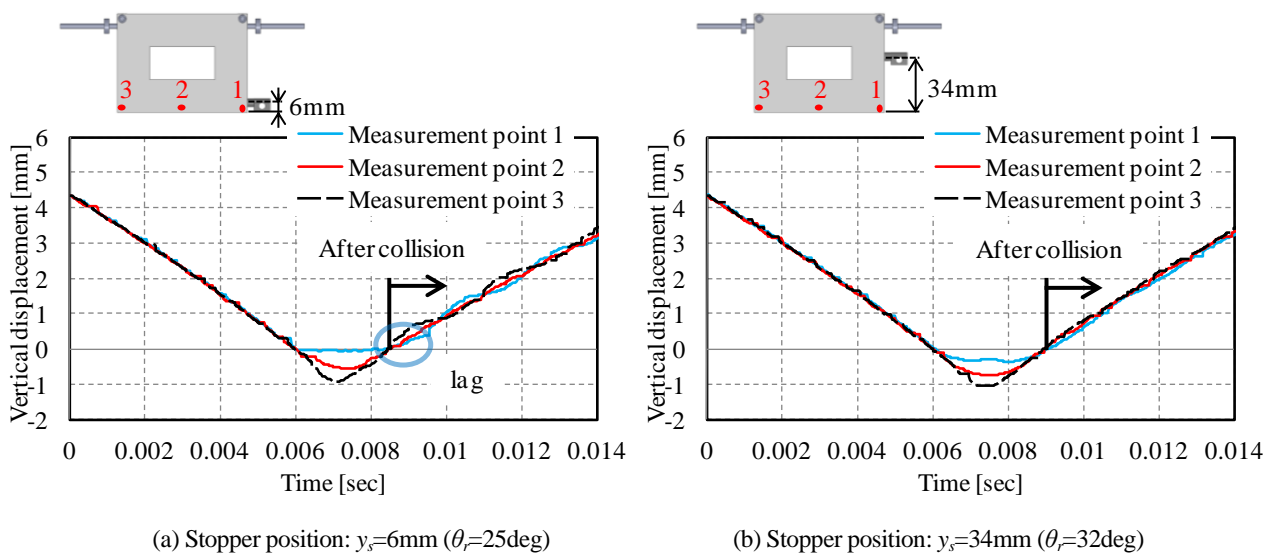 3 2 1
6mm
6
5
4
3
2
1
0
-1
-2
Vertical displacement [mm]
Measurement point 1
Measurement point 2
Measurement point 3
After collision
lag
0 0.002 0.004 0.006 0.008 0.01 0.012 0.014
Time [sec]
(a) Stopper position: yₛ=6mm (θᵣ=25deg)
3 2 1
34mm
6
5
4
3
2
1
0
-1
-2
Vertical displacement [mm]
Measurement point 1
Measurement point 2
Measurement point 3
After collision
0 0.002 0.004 0.006 0.008 0.01 0.012 0.014
Time [sec]
(b) Stopper position: yₛ=34mm (θᵣ=32deg)